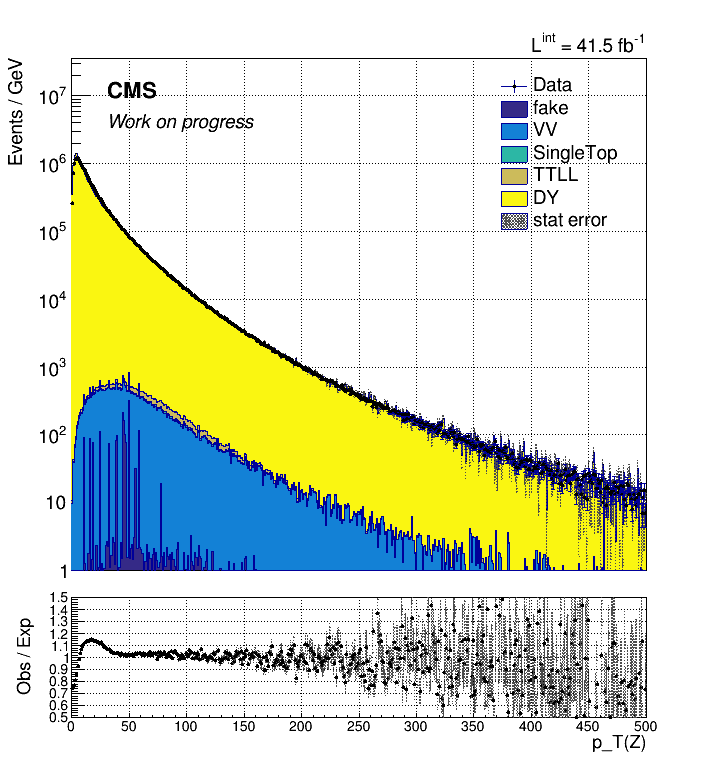 L^int = 41.5 fb^-1
Events / GeV
CMS
Work on progress
Data
fake
VV
SingleTop
TTLL
DY
stat error
10^7
10^6
10^5
10^4
10^3
10^2
10
1
Obs / Exp
1.5
1.4
1.3
1.2
1.1
1
0.9
0.8
0.7
0.6
0.5
0 50 100 150 200 250 300 350 400 450 500
p_T(Z)